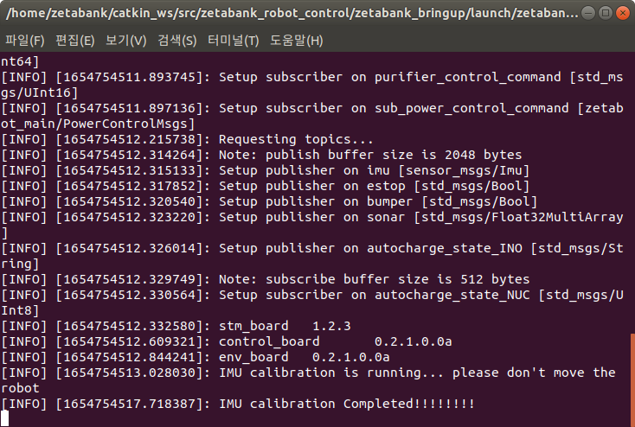 /home/zetabank/catkin_ws/src/zetabank_robot_control/zetabank_bringup/launch/zetaban...
파일(F) 편집(E) 보기(V) 검색(S) 터미널(T) 도움말(H)
nt64]
[INFO] [1654754511.893745]: Setup subscriber on purifier_control_command [std_ms
gs/UInt16]
[INFO] [1654754511.897136]: Setup subscriber on sub_power_control_command [zetab
ot_main/PowerControlMsgs]
[INFO] [1654754512.215738]: Requesting topics...
[INFO] [1654754512.314264]: Note: publish buffer size is 2048 bytes
[INFO] [1654754512.315133]: Setup publisher on imu [sensor_msgs/Imu]
[INFO] [1654754512.317852]: Setup publisher on estop [std_msgs/Bool]
[INFO] [1654754512.320540]: Setup publisher on bumper [std_msgs/Bool]
[INFO] [1654754512.323220]: Setup publisher on sonar [std_msgs/Float32MultiArray
]
[INFO] [1654754512.326014]: Setup publisher on autocharge_state_INO [std_msgs/St
ring]
[INFO] [1654754512.329749]: Note: subscribe buffer size is 512 bytes
[INFO] [1654754512.330564]: Setup subscriber on autocharge_state_NUC [std_msgs/U
Int8]
[INFO] [1654754512.332580]: stm_board   1.2.3
[INFO] [1654754512.609321]: control_board       0.2.1.0.0a
[INFO] [1654754512.844241]: env_board   0.2.1.0.0a
[INFO] [1654754513.028030]: IMU calibration is running... please don't move the
robot
[INFO] [1654754517.718387]: IMU calibration Completed!!!!!!!!